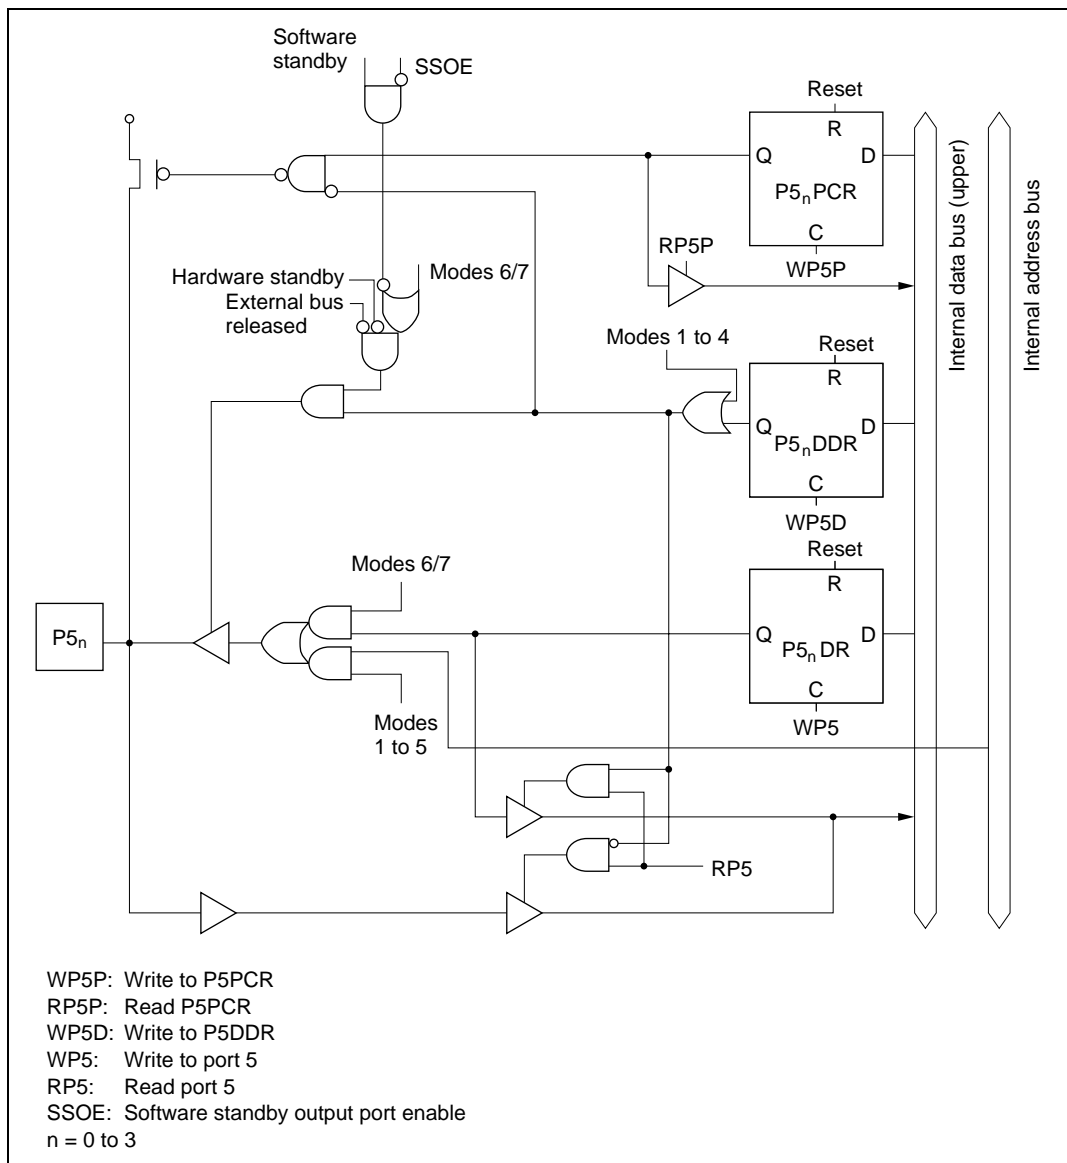 Software
standby
SSOE
Reset
R
Q
D
P5nPCR
C
WP5P
RP5P
Hardware standby
External bus
released
Modes 6/7
Internal data bus (upper)
Internal address bus
Modes 1 to 4
Reset
R
Q
D
P5nDDR
C
WP5D
Modes 6/7
Reset
R
P5n
Q
D
P5n DR
C
WP5
Modes
1 to 5
RP5
WP5P: Write to P5PCR
RP5P: Read P5PCR
WP5D: Write to P5DDR
WP5: Write to port 5
RP5: Read port 5
SSOE: Software standby output port enable
n = 0 to 3